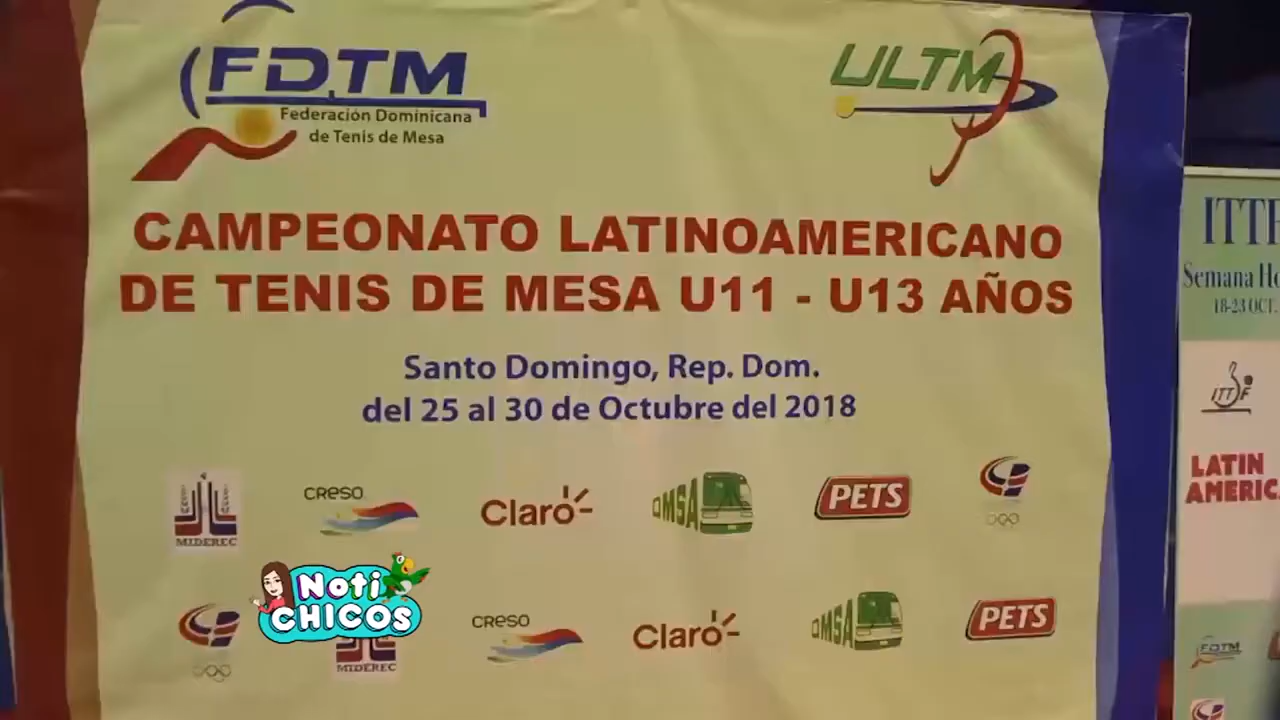 FDTM
Federación Dominicana
de Tenis de Mesa
ULTM
CAMPEONATO LATINOAMERICANO
DE TENIS DE MESA U11 - U13 AÑOS
Santo Domingo, Rep. Dom.
del 25 al 30 de Octubre del 2018
MIDEREC
CRESO
Claro
OMSA
PETS
Noti
CHICOS
MIDEREC
CRESO
Claro
OMSA
PETS
Semana
18-23 OCT.
ITTF
LATIN
FDTM